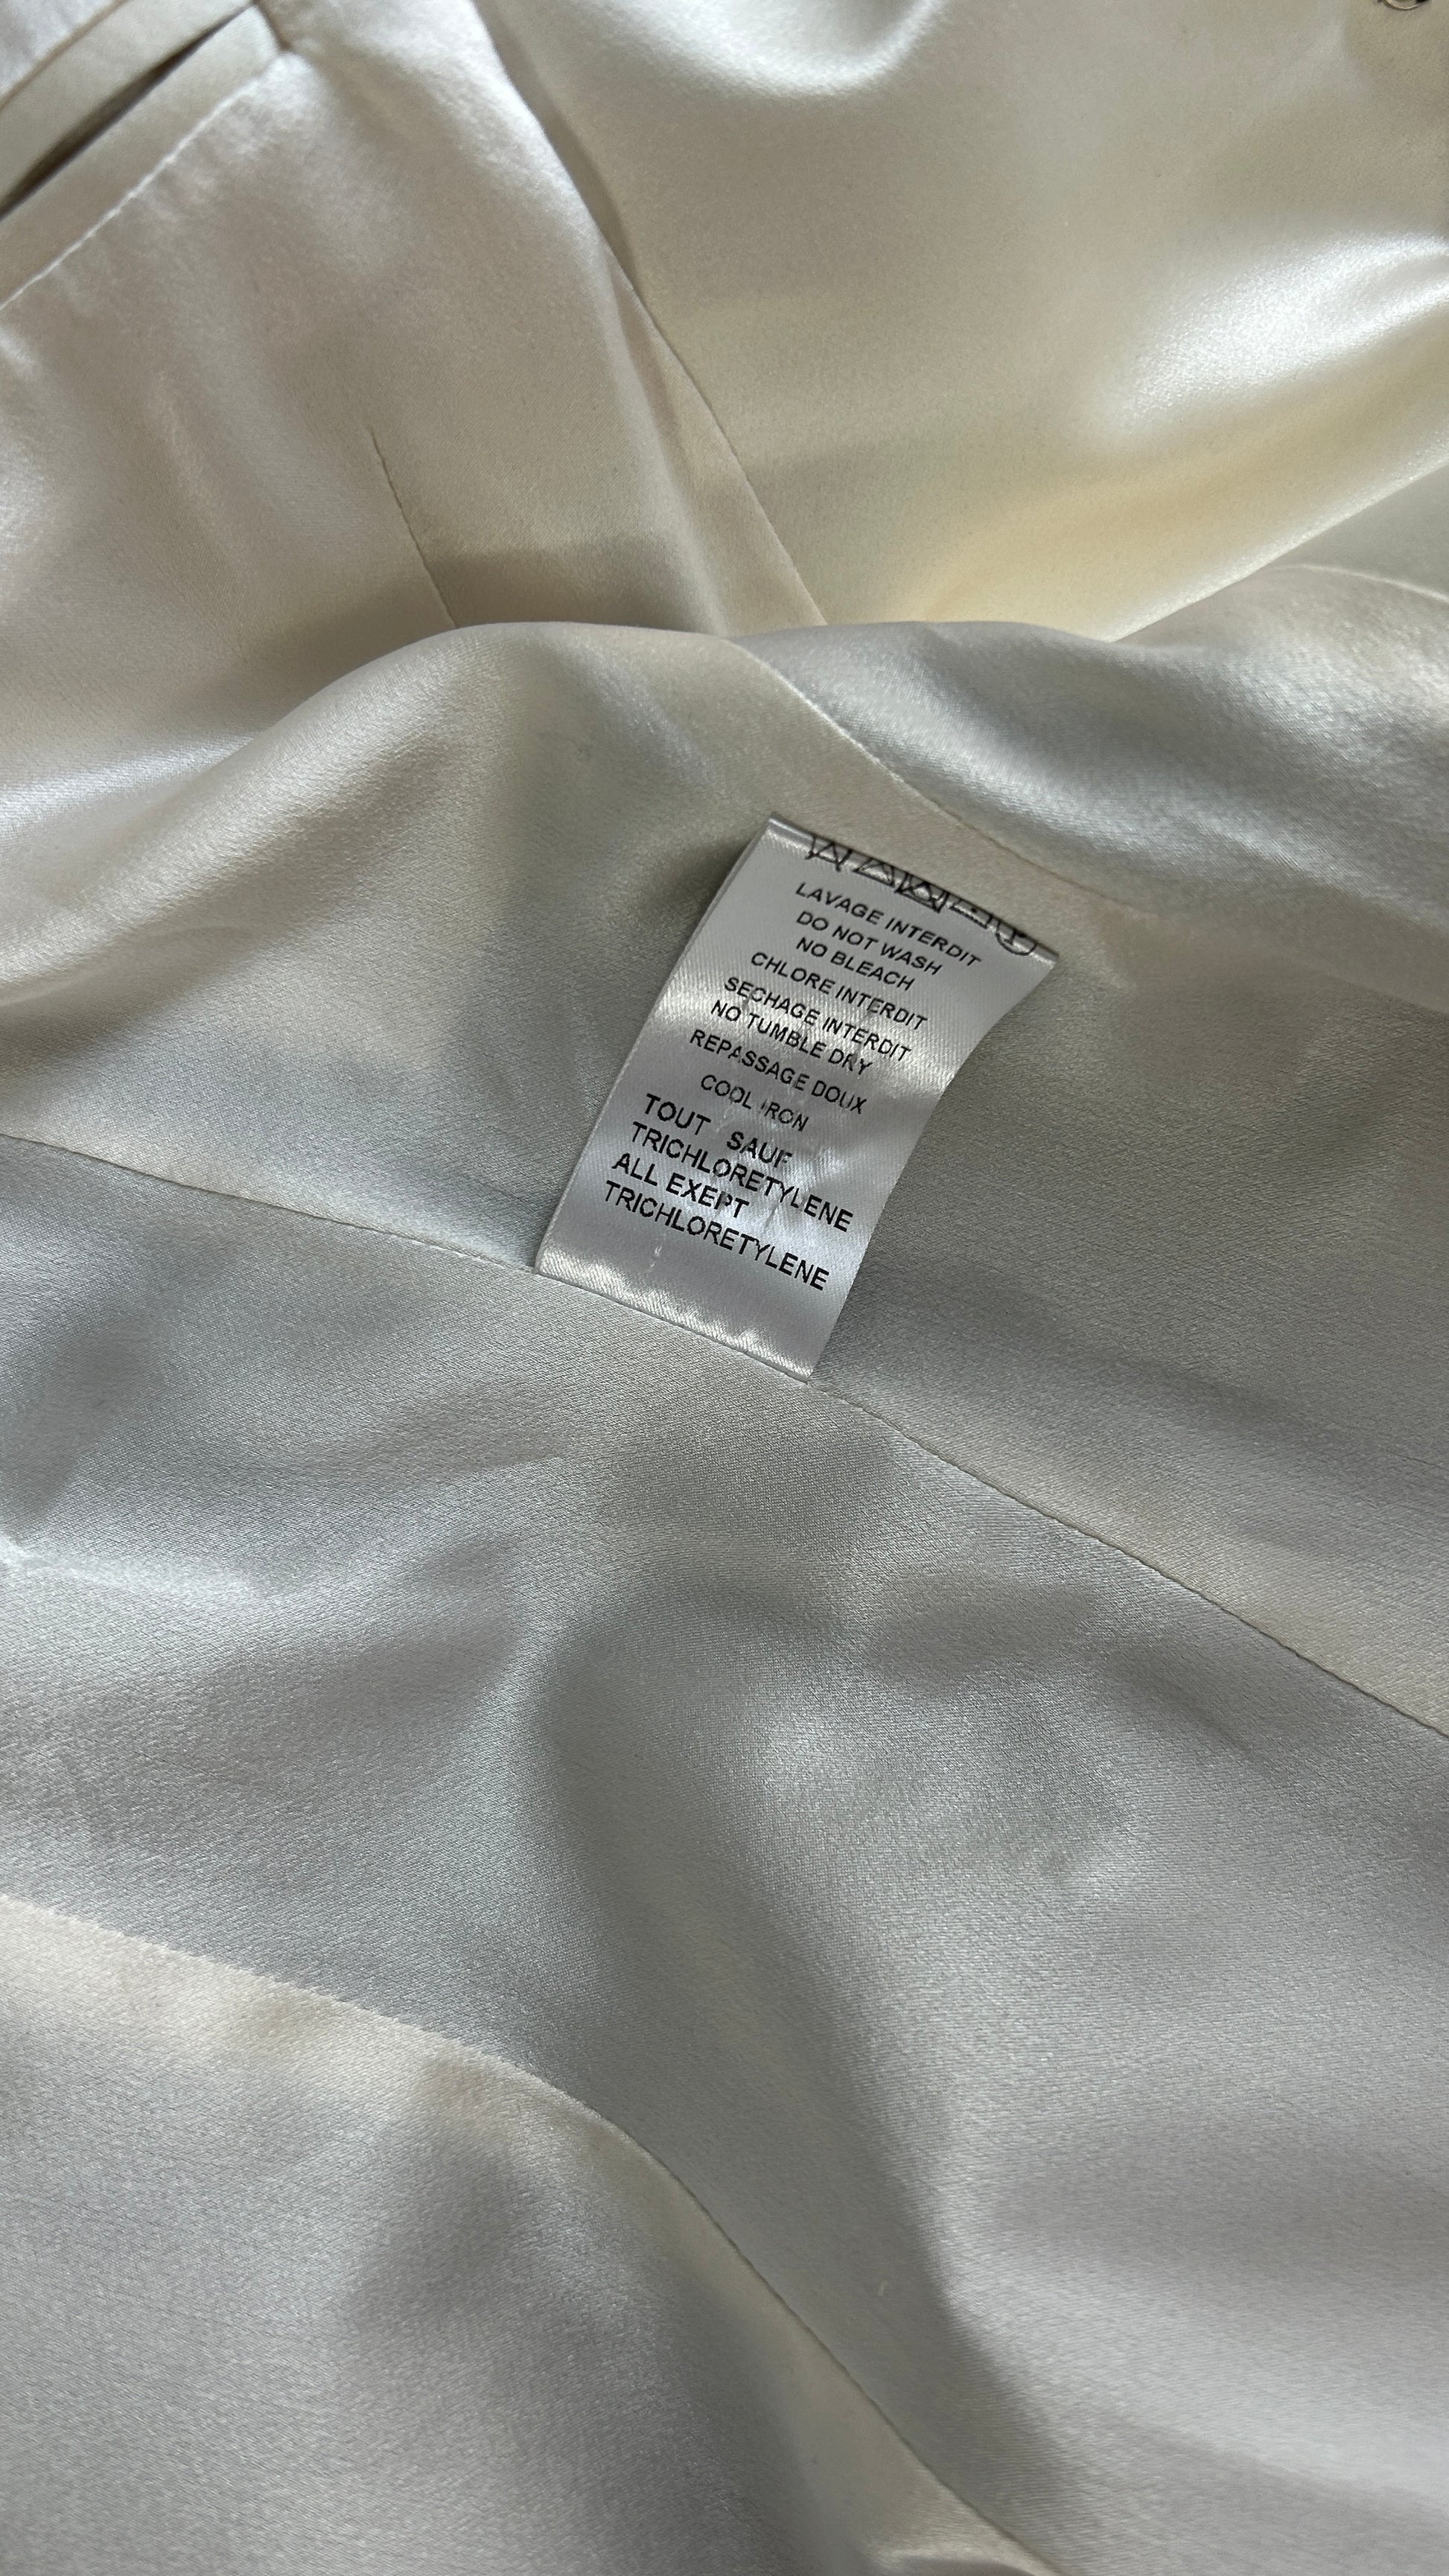 LAVAGE INTERDIT
DO NOT WASH
NO BLEACH
CHLORE INTERDIT
SECHAGE INTERDIT
NO TUMBLE DRY
REPASSAGE DOUX
COOL IRON
TOUT SAUF
TRICHLORETYLENE
ALL EXEPT
TRICHLORETYLENE